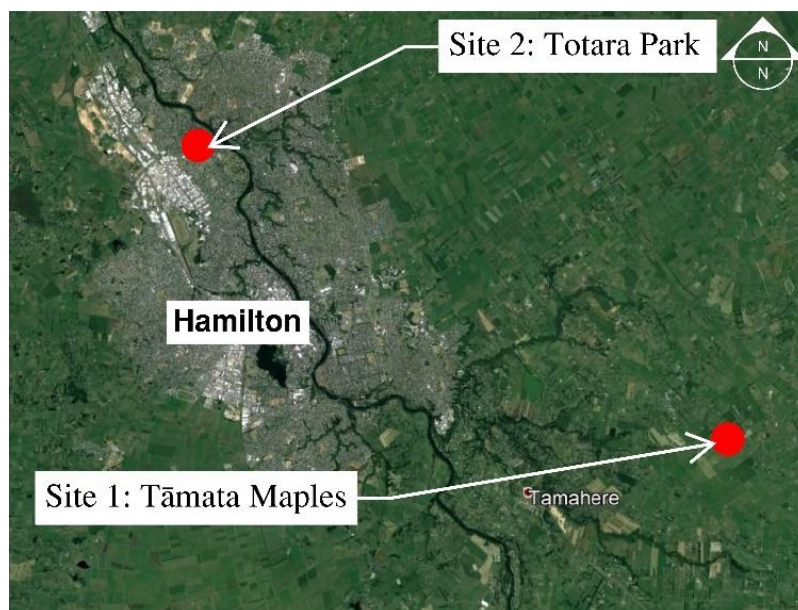 Site 2: Totara Park
N
N
Hamilton
Site 1: Tāmata Maples
Tamahere